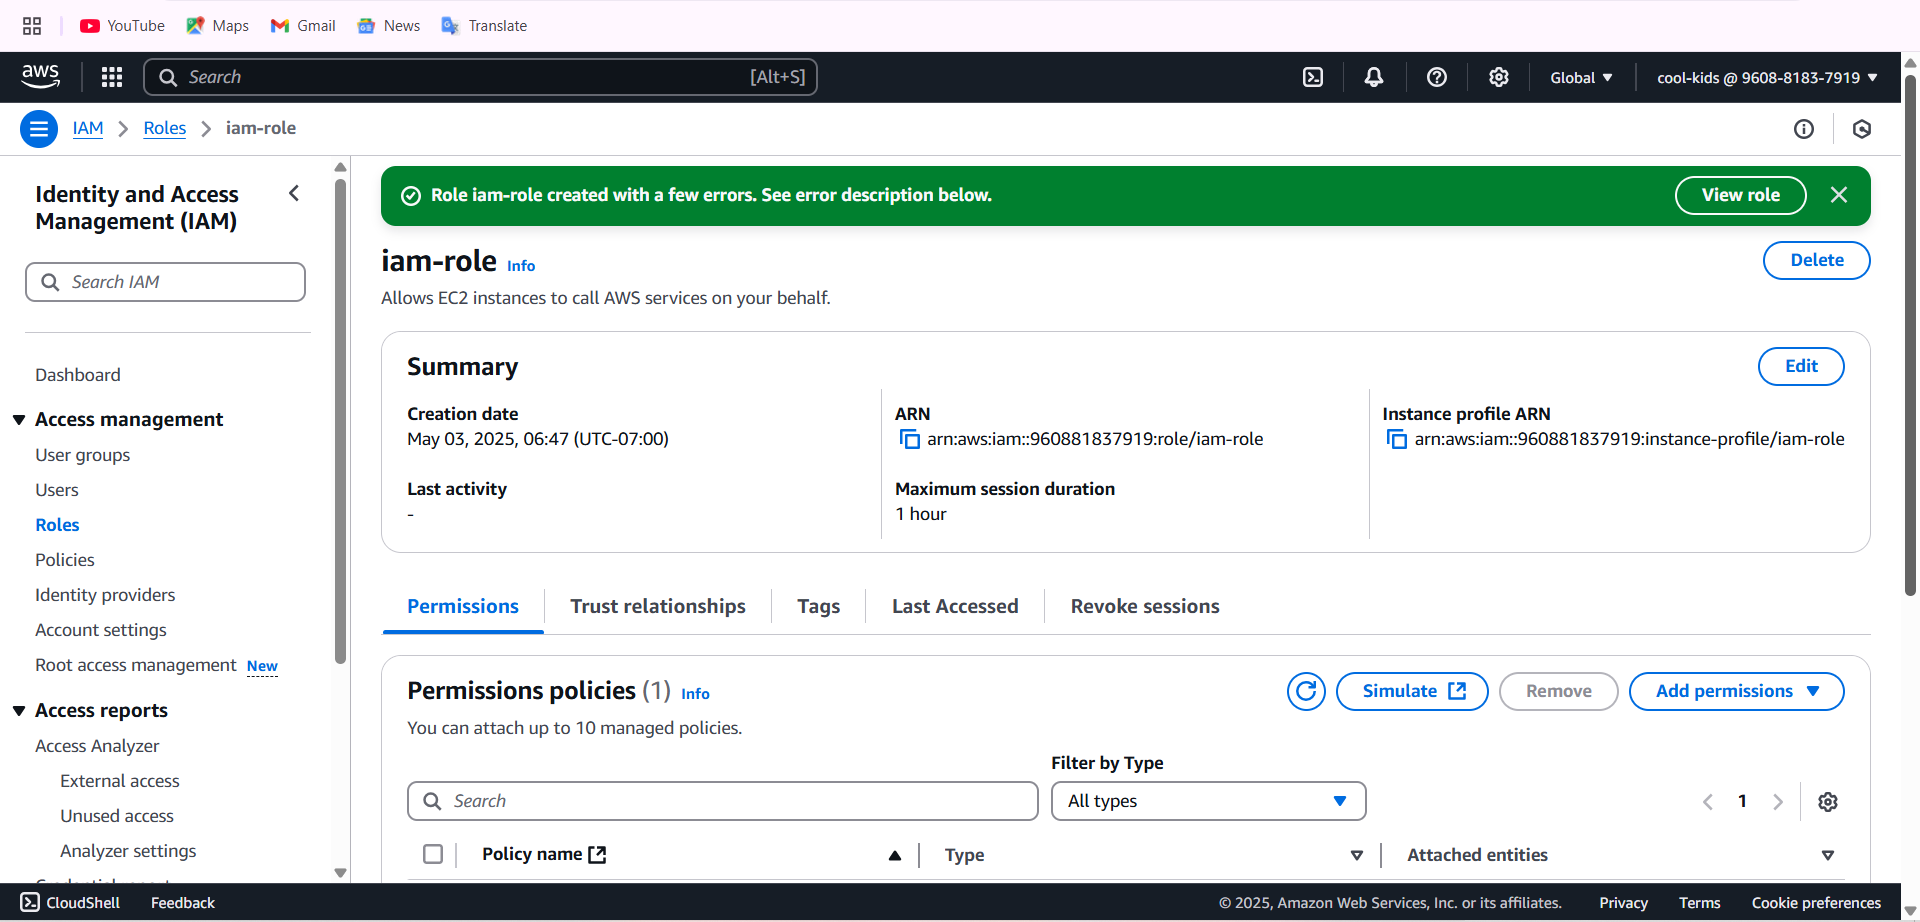 YouTube Maps Gmail News Translate
aws Search [Alt+S] Global cool-kids @ 9608-8183-7919
IAM Roles iam-role
Identity and Access
Management (IAM)
Search IAM
Dashboard
Access management
User groups
Users
Roles
Policies
Identity providers
Account settings
Root access management New
Access reports
Access Analyzer
External access
Unused access
Analyzer settings
Role iam-role created with a few errors. See error description below. View role
iam-role Info Delete
Allows EC2 instances to call AWS services on your behalf.
Summary Edit
Creation date
May 03, 2025, 06:47 (UTC-07:00)
Last activity
-
ARN
arn:aws:iam::960881837919:role/iam-role
Maximum session duration
1 hour
Instance profile ARN
arn:aws:iam::960881837919:instance-profile/iam-role
Permissions Trust relationships Tags Last Accessed Revoke sessions
Permissions policies (1) Info Simulate Remove Add permissions
You can attach up to 10 managed policies.
Filter by Type
Search All types 1
Policy name Type Attached entities
CloudShell Feedback © 2025, Amazon Web Services, Inc. or its affiliates. Privacy Terms Cookie preferences